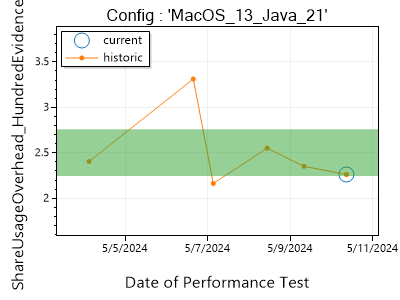 Config : 'MacOS_13_Java_21'
current
historic
ShareUsageOverhead_HundredEvidence
3.5
3
2.5
2
5/5/2024
5/7/2024
5/9/2024
5/11/2024
Date of Performance Test